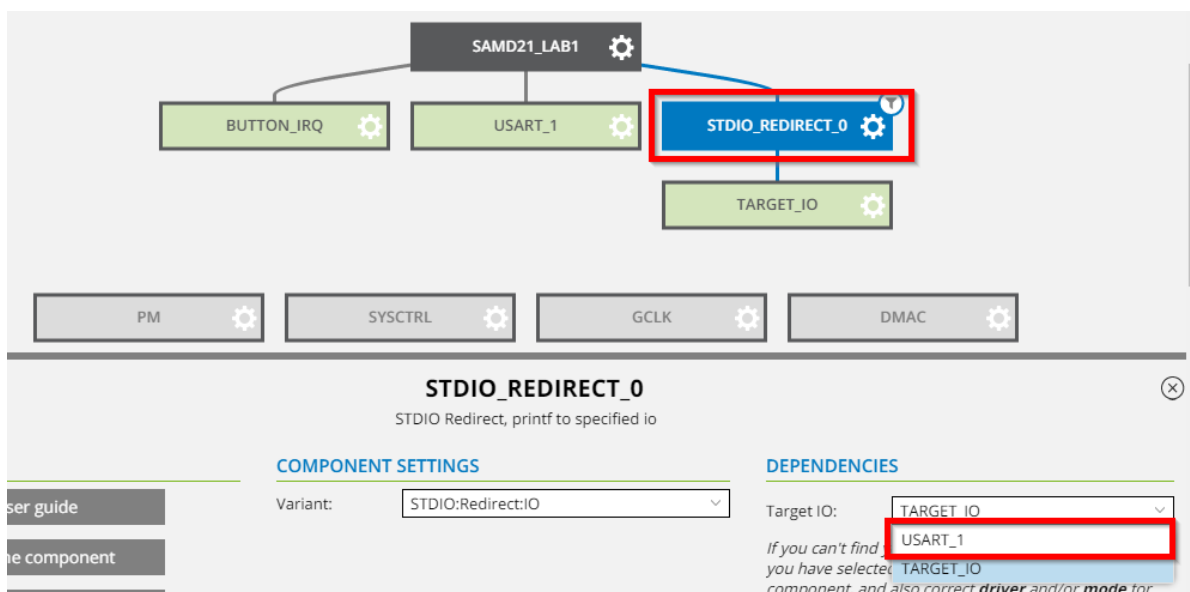 SAMD21_LAB1
BUTTON_IRQ
USART_1
STDIO_REDIRECT_0
TARGET_IO
PM
SYSCTRL
GCLK
DMAC
STDIO_REDIRECT_0
STDIO Redirect, printf to specified io
COMPONENT SETTINGS
DEPENDENCIES
ser guide
Variant:
STDIO:Redirect:IO
Target IO:
TARGET_IO
USART_1
If you can't find
ne component
you have selected
TARGET_IO
component, and also correct driver and/or mode for